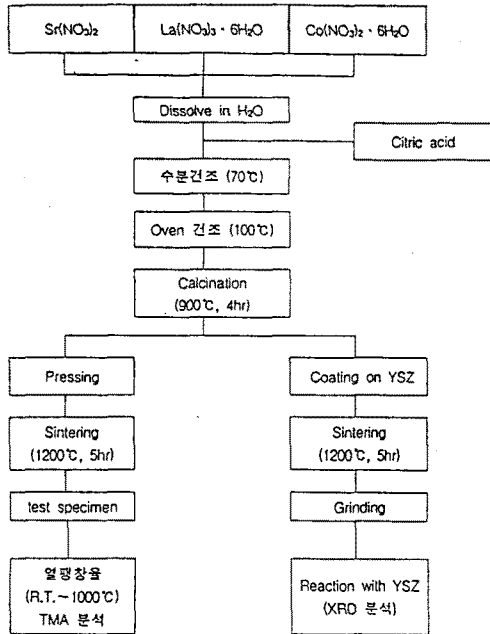 Sr(NO₃)₂
La(NO₃)₃・6H₂O
Co(NO₃)₂・6H₂O
Dissolve in H₂O
Citric acid
수분건조 (70℃)
Oven 건조 (100℃)
Calcination
(900℃, 4hr)
Pressing
Coating on YSZ
Sintering
(1200℃, 5hr)
Sintering
(1200℃, 5hr)
test specimen
Grinding
열팽창율
(R.T.~1000℃)
TMA 분석
Reaction with YSZ
(XRD 분석)